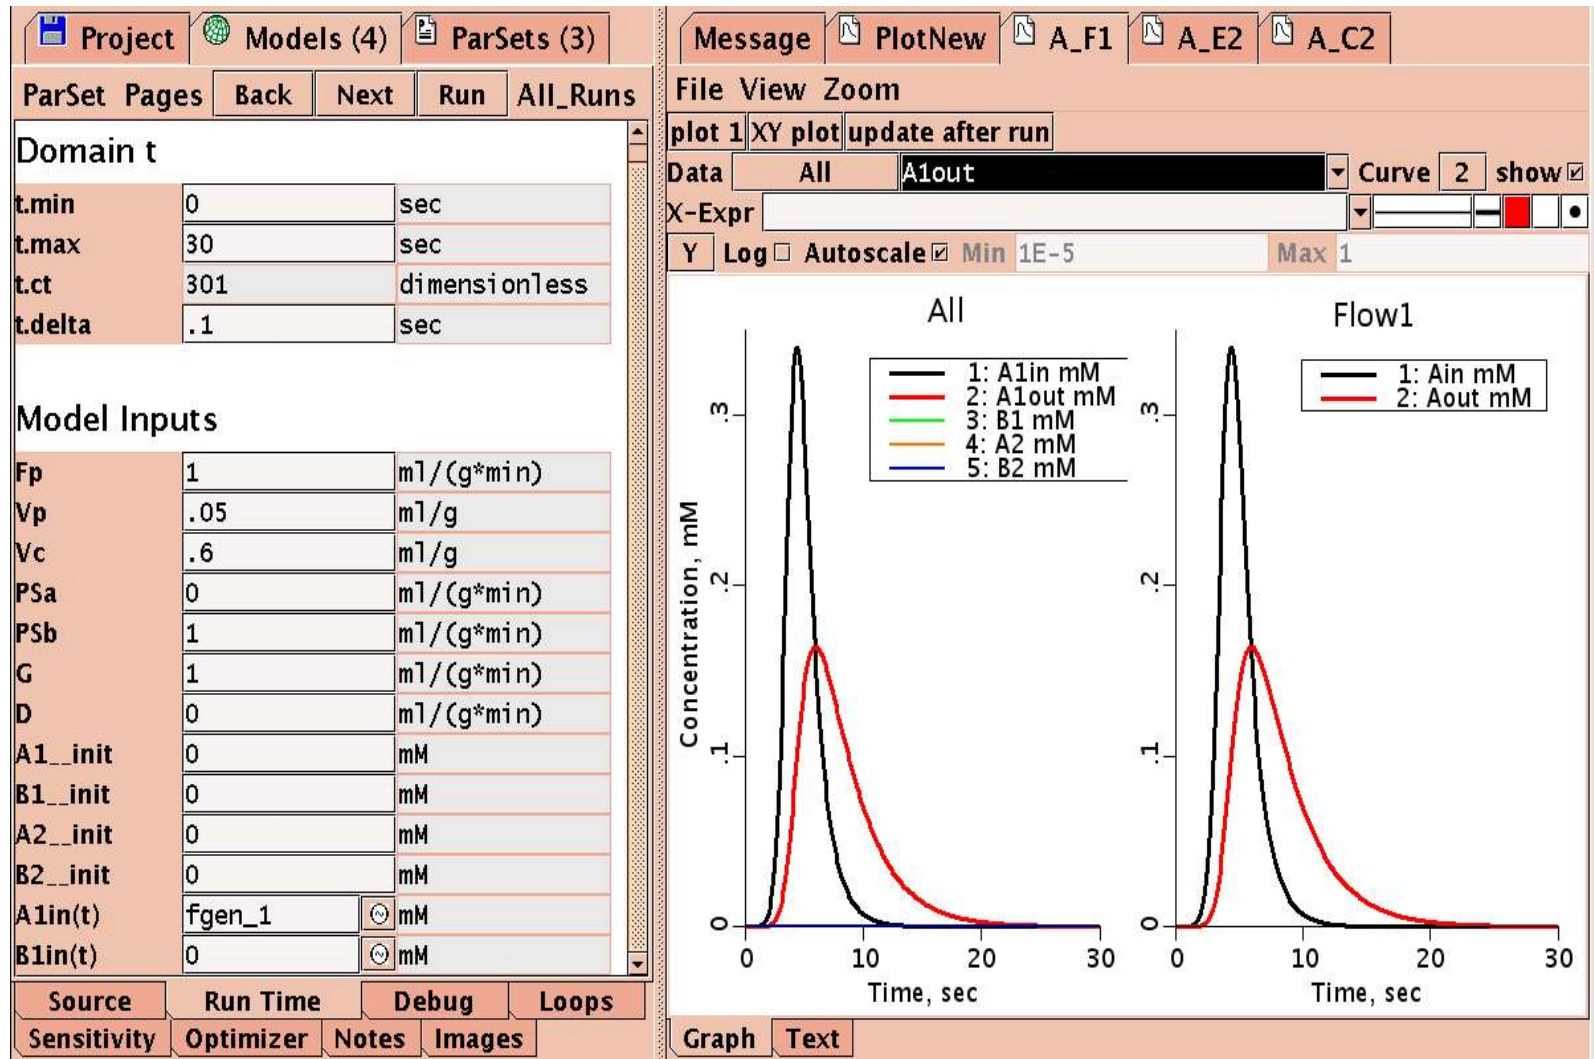 Project Models (4) ParSets (3)
ParSet Pages Back Next Run All_Runs
Domain t
t.min 0 sec
t.max 30 sec
t.ct 301 dimensionless
t.delta .1 sec
Model Inputs
Fp 1 ml/(g*min)
Vp .05 ml/g
Vc .6 ml/g
PSa 0 ml/(g*min)
PSb 1 ml/(g*min)
G 1 ml/(g*min)
D 0 ml/(g*min)
A1__init 0 mM
B1__init 0 mM
A2__init 0 mM
B2__init 0 mM
A1in(t) fgen_1 mM
B1in(t) 0 mM
Source Run Time Debug Loops
Sensitivity Optimizer Notes Images
Message PlotNew A_F1 A_E2 A_C2
File View Zoom
plot 1 XY plot update after run
Data All A1out Curve 2 show
X-Expr
Y Log Autoscale Min 1E-5 Max 1
All
1: A1in mM
2: A1out mM
3: B1 mM
4: A2 mM
5: B2 mM
Concentration, mM
.3
.2
.1
0
0 10 20 30
Time, sec
Flow1
1: Ain mM
2: Aout mM
.3
.2
.1
0
0 10 20 30
Time, sec
Graph Text